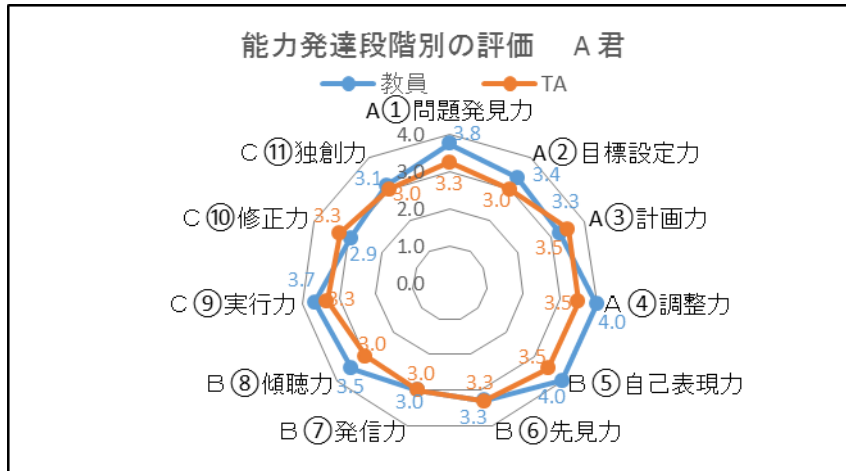 能力発達段階別の評価　A君
教員 TA
A①問題発見力
A②目標設定力
A③計画力
A④調整力
B⑤自己表現力
B⑥先見力
B⑦発信力
B⑧傾聴力
C⑨実行力
C⑩修正力
C⑪独創力
4.0
3.0
2.0
1.0
0.0
3.8
3.4
3.3
4.0
4.0
3.3
3.0
3.5
3.7
2.9
3.1
3.3
3.0
3.5
3.5
3.5
3.3
3.0
3.0
3.3
3.3
3.0